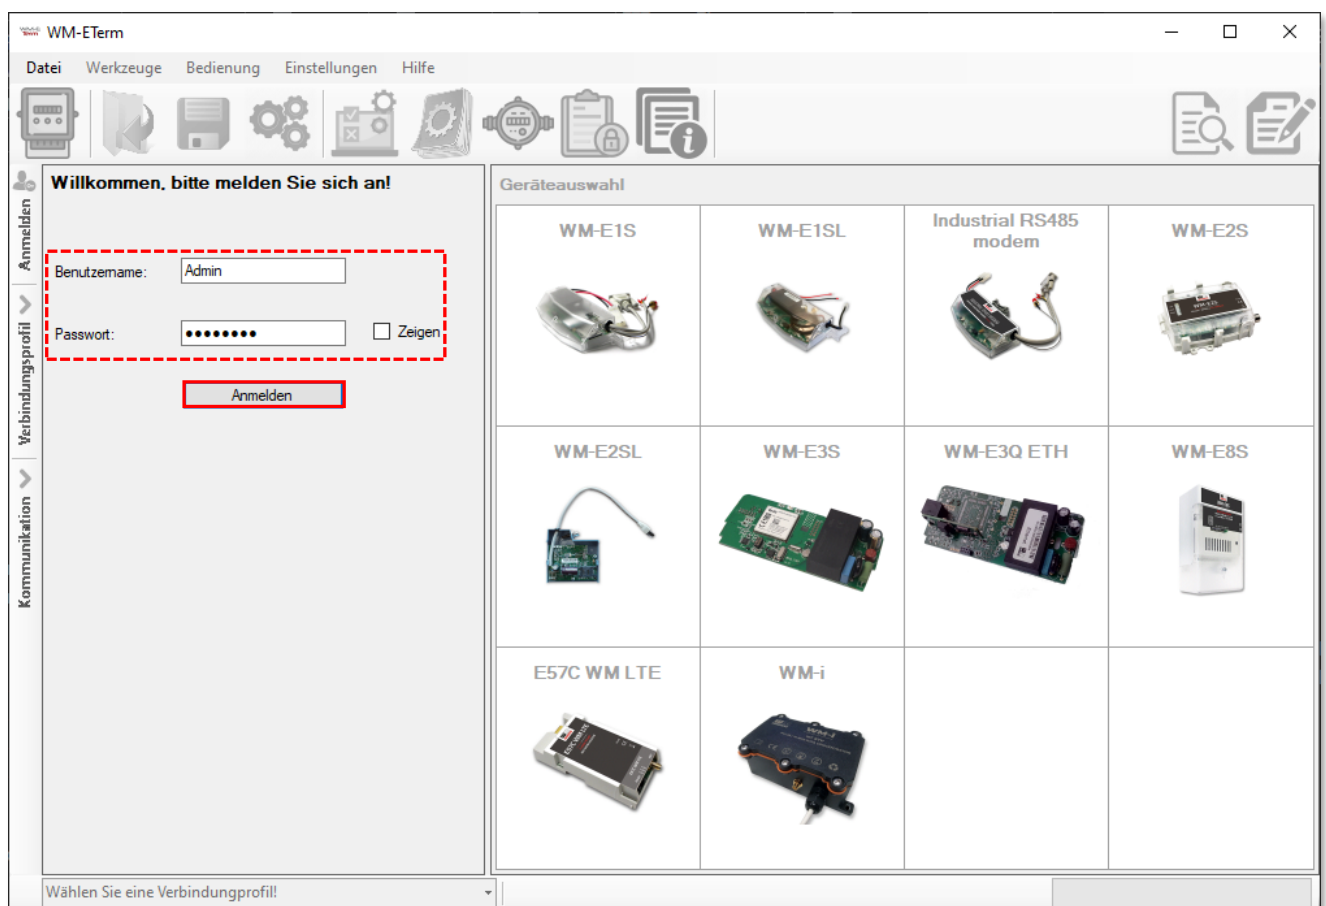 WM-ETerm
Datei Werkzeuge Bedienung Einstellungen Hilfe
Anmelden
Verbindungsprofil
Kommunikation
Willkommen, bitte melden Sie sich an!
Benutzername: Admin
Passwort: ●●●●●●●● Zeigen
Anmelden
Geräteauswahl
WM-E1S
WM-E1SL
Industrial RS485
modem
WM-E2S
WM-E2SL
WM-E3S
WM-E3Q ETH
WM-E8S
E57C WM LTE
WM-i
Wählen Sie eine Verbindungprofil!